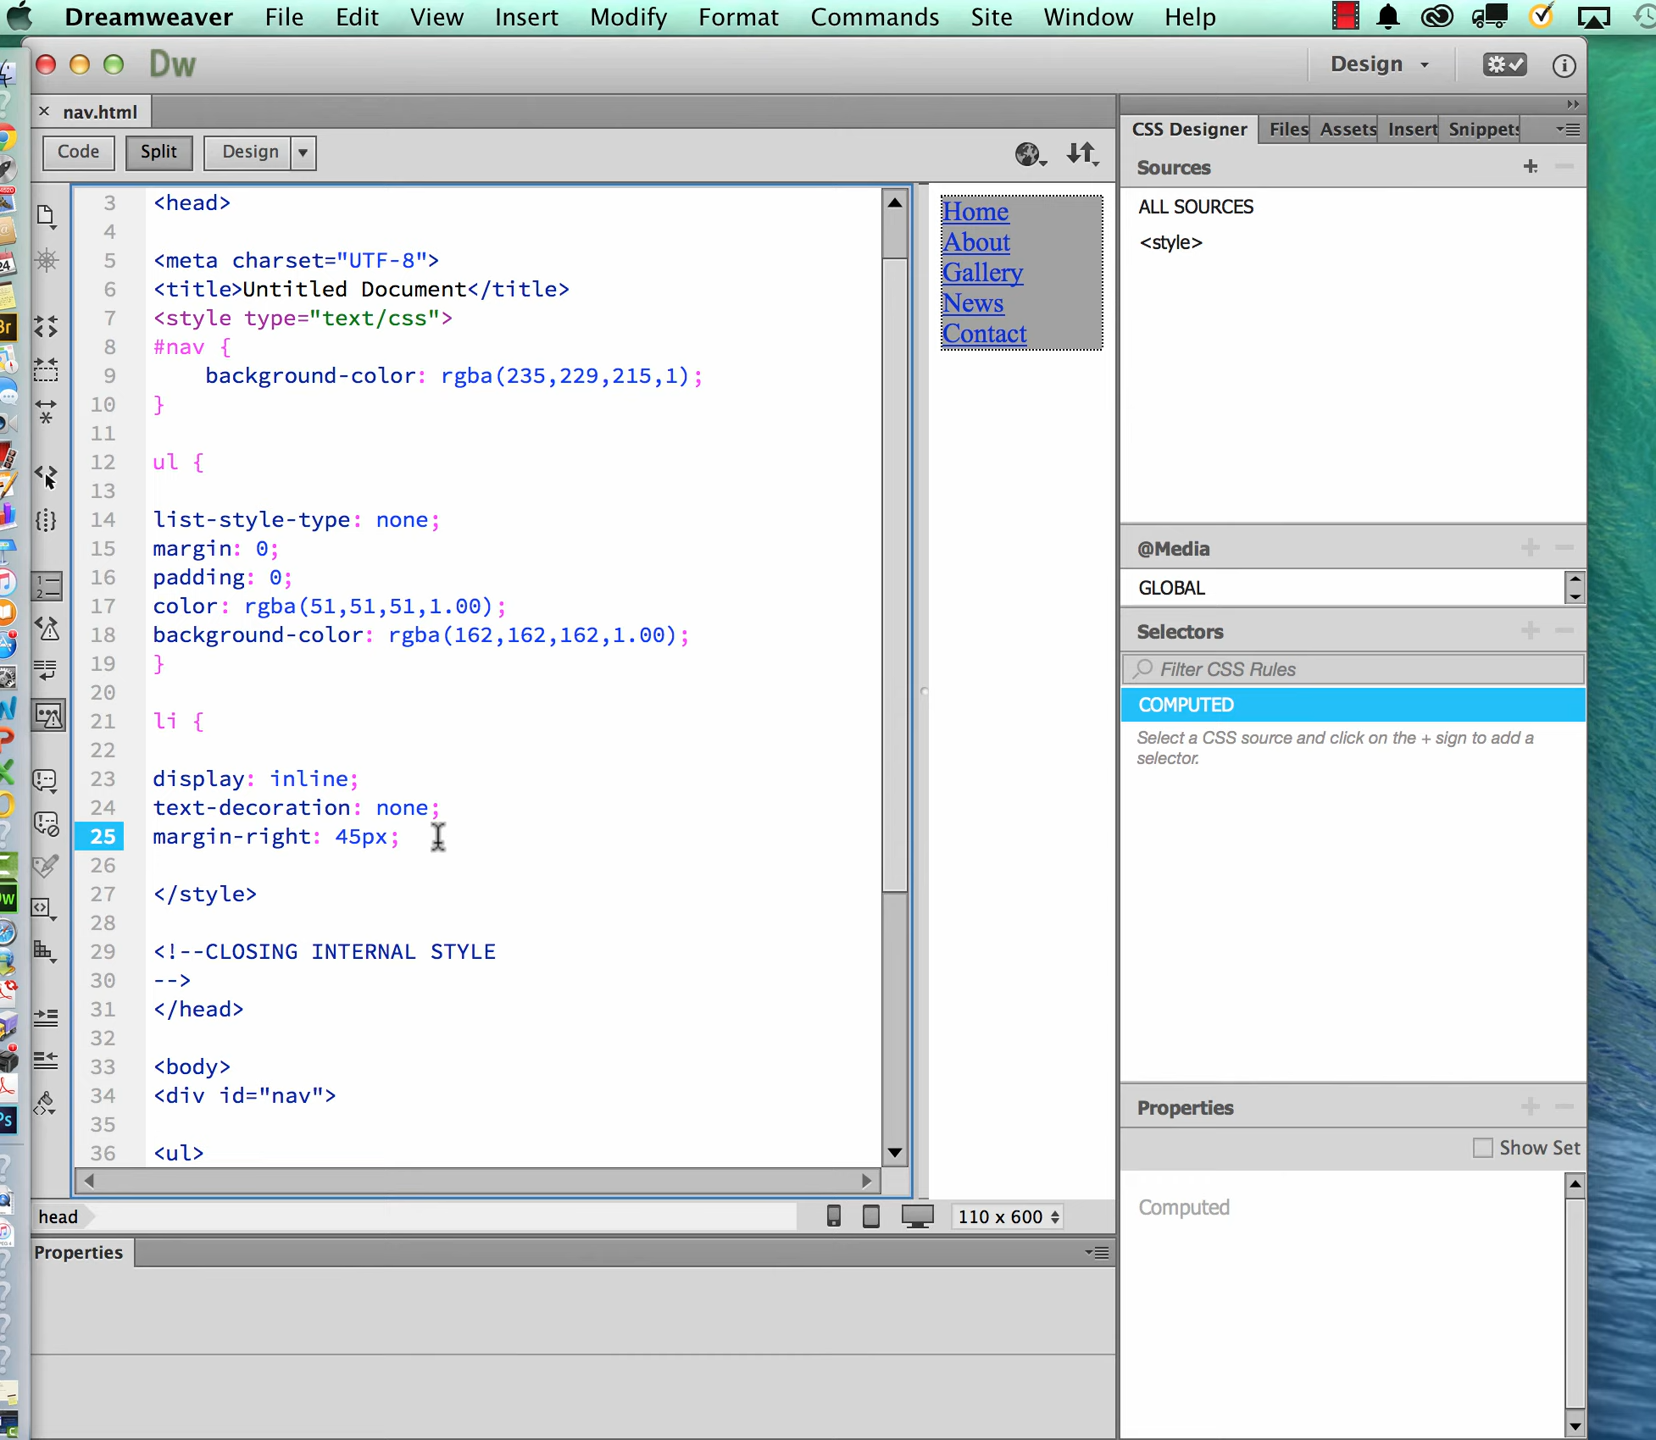 Dreamweaver File Edit View Insert Modify Format Commands Site Window Help
Dw
Design
nav.html
Code Split Design
3 <head>
4
5 <meta charset="UTF-8">
6 <title>Untitled Document</title>
7 <style type="text/css">
8 #nav {
9 background-color: rgba(235,229,215,1);
10 }
11
12 ul {
13
14 list-style-type: none;
15 margin: 0;
16 padding: 0;
17 color: rgba(51,51,51,1.00);
18 background-color: rgba(162,162,162,1.00);
19 }
20
21 li {
22
23 display: inline;
24 text-decoration: none;
25 margin-right: 45px;
26
27 </style>
28
29 <!--CLOSING INTERNAL STYLE
30 -->
31 </head>
32
33 <body>
34 <div id="nav">
35
36 <ul>
Home
About
Gallery
News
Contact
head
110 x 600
Properties
CSS Designer Files Assets Insert Snippets
Sources
ALL SOURCES
<style>
@Media
GLOBAL
Selectors
Filter CSS Rules
COMPUTED
Select a CSS source and click on the + sign to add a
selector.
Properties
Show Set
Computed